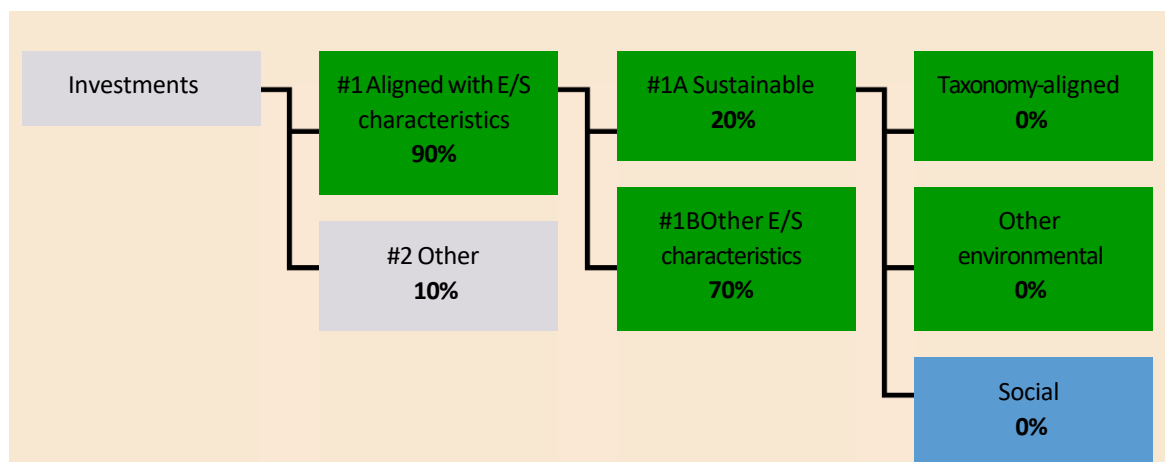 Investments
#1 Aligned with E/S
characteristics
90%
#2 Other
10%
#1A Sustainable
20%
#1BOther E/S
characteristics
70%
Taxonomy-aligned
0%
Other
environmental
0%
Social
0%